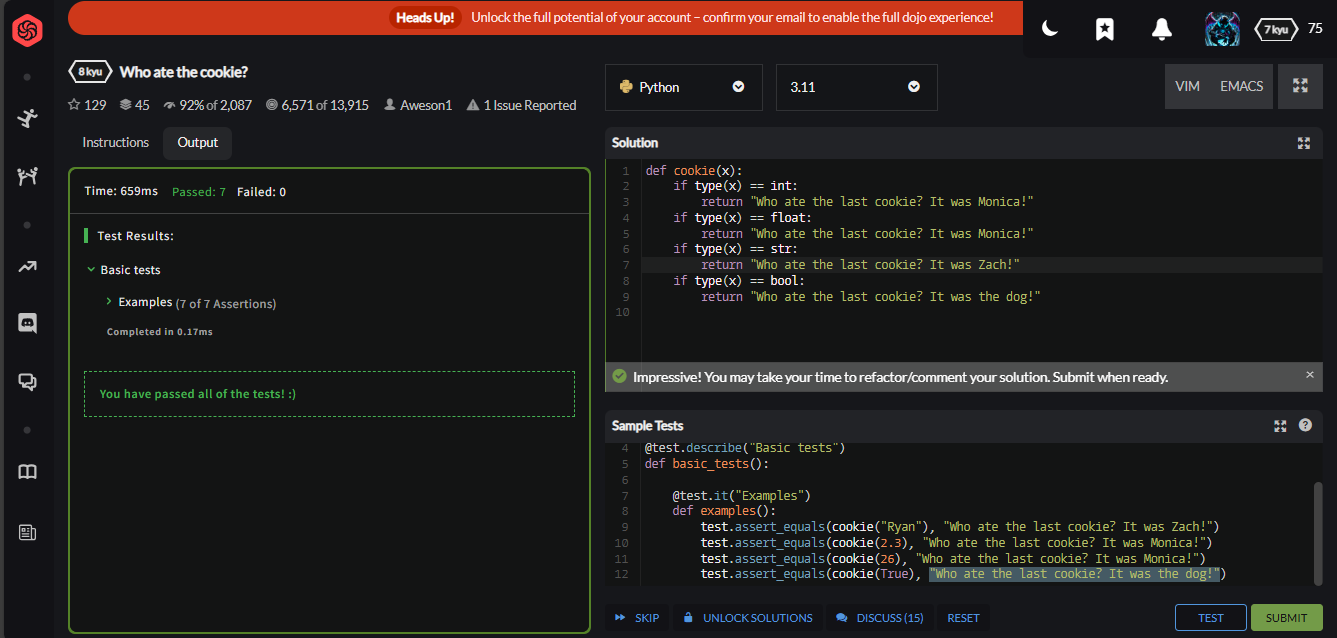 Heads Up! Unlock the full potential of your account – confirm your email to enable the full dojo experience!
7 kyu 75
8 kyu Who ate the cookie?
129 45 92% of 2,087 6,571 of 13,915 Aweson1 1 Issue Reported
Instructions Output
Time: 659ms Passed: 7 Failed: 0
Test Results:
Basic tests
Examples (7 of 7 Assertions)
Completed in 0.17ms
You have passed all of the tests! :)
Python 3.11 VIM EMACS
Solution
1 def cookie(x):
2     if type(x) == int:
3         return "Who ate the last cookie? It was Monica!"
4     if type(x) == float:
5         return "Who ate the last cookie? It was Monica!"
6     if type(x) == str:
7         return "Who ate the last cookie? It was Zach!"
8     if type(x) == bool:
9         return "Who ate the last cookie? It was the dog!"
10
Impressive! You may take your time to refactor/comment your solution. Submit when ready. ×
Sample Tests ?
4 @test.describe("Basic tests")
5 def basic_tests():
6
7     @test.it("Examples")
8     def examples():
9         test.assert_equals(cookie("Ryan"), "Who ate the last cookie? It was Zach!")
10         test.assert_equals(cookie(2.3), "Who ate the last cookie? It was Monica!")
11         test.assert_equals(cookie(26), "Who ate the last cookie? It was Monica!")
12         test.assert_equals(cookie(True), "Who ate the last cookie? It was the dog!")
SKIP UNLOCK SOLUTIONS DISCUSS (15) RESET TEST SUBMIT